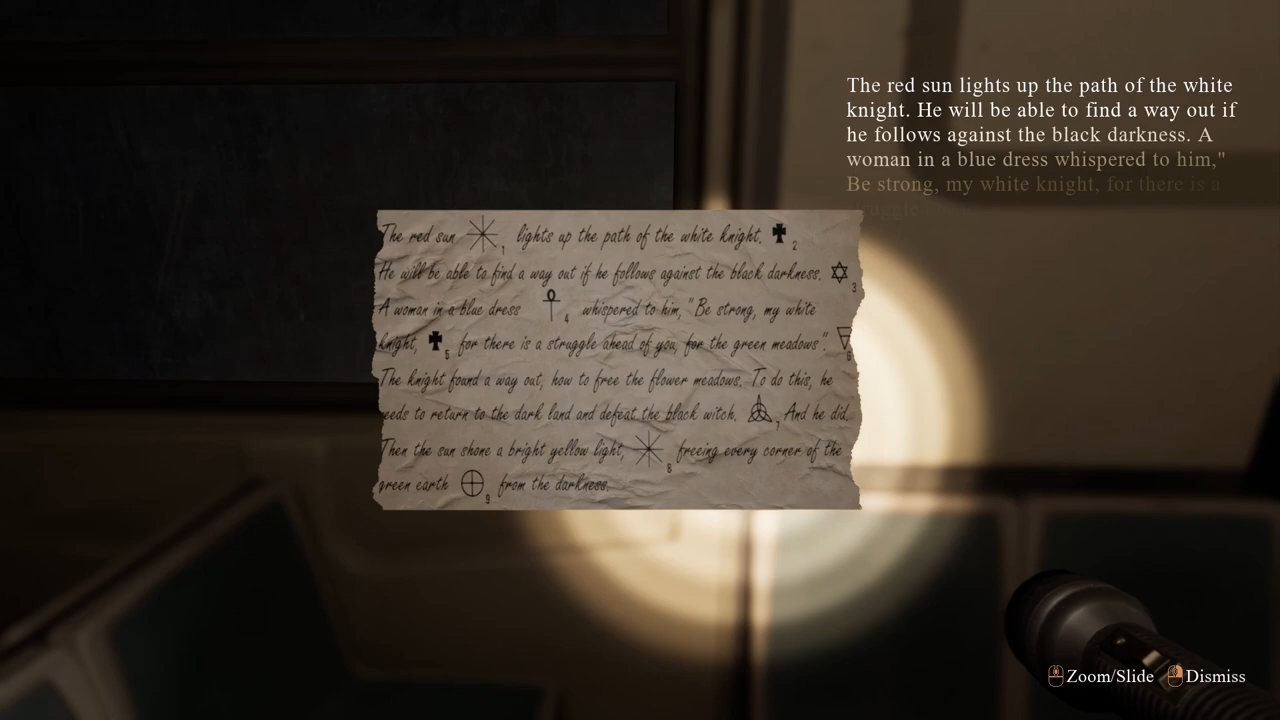 The red sun lights up the path of the white
knight. He will be able to find a way out if
he follows against the black darkness. A
woman in a blue dress whispered to him,"
Be strong, my white knight, for there is a
struggle
The red sun 1 lights up the path of the white knight. 2
He will be able to find a way out if he follows against the black darkness. 3
A woman in a blue dress 4 whispered to him, "Be strong, my white
knight, 5 for there is a struggle ahead of you, for the green meadows". 6
The knight found a way out, how to free the flower meadows. To do this, he
eeds to return to the dark land and defeat the black witch. 7 And he did.
Then the sun shone a bright yellow light, 8 freeing every corner of the
green earth 9 from the darkness.
Zoom/Slide Dismiss